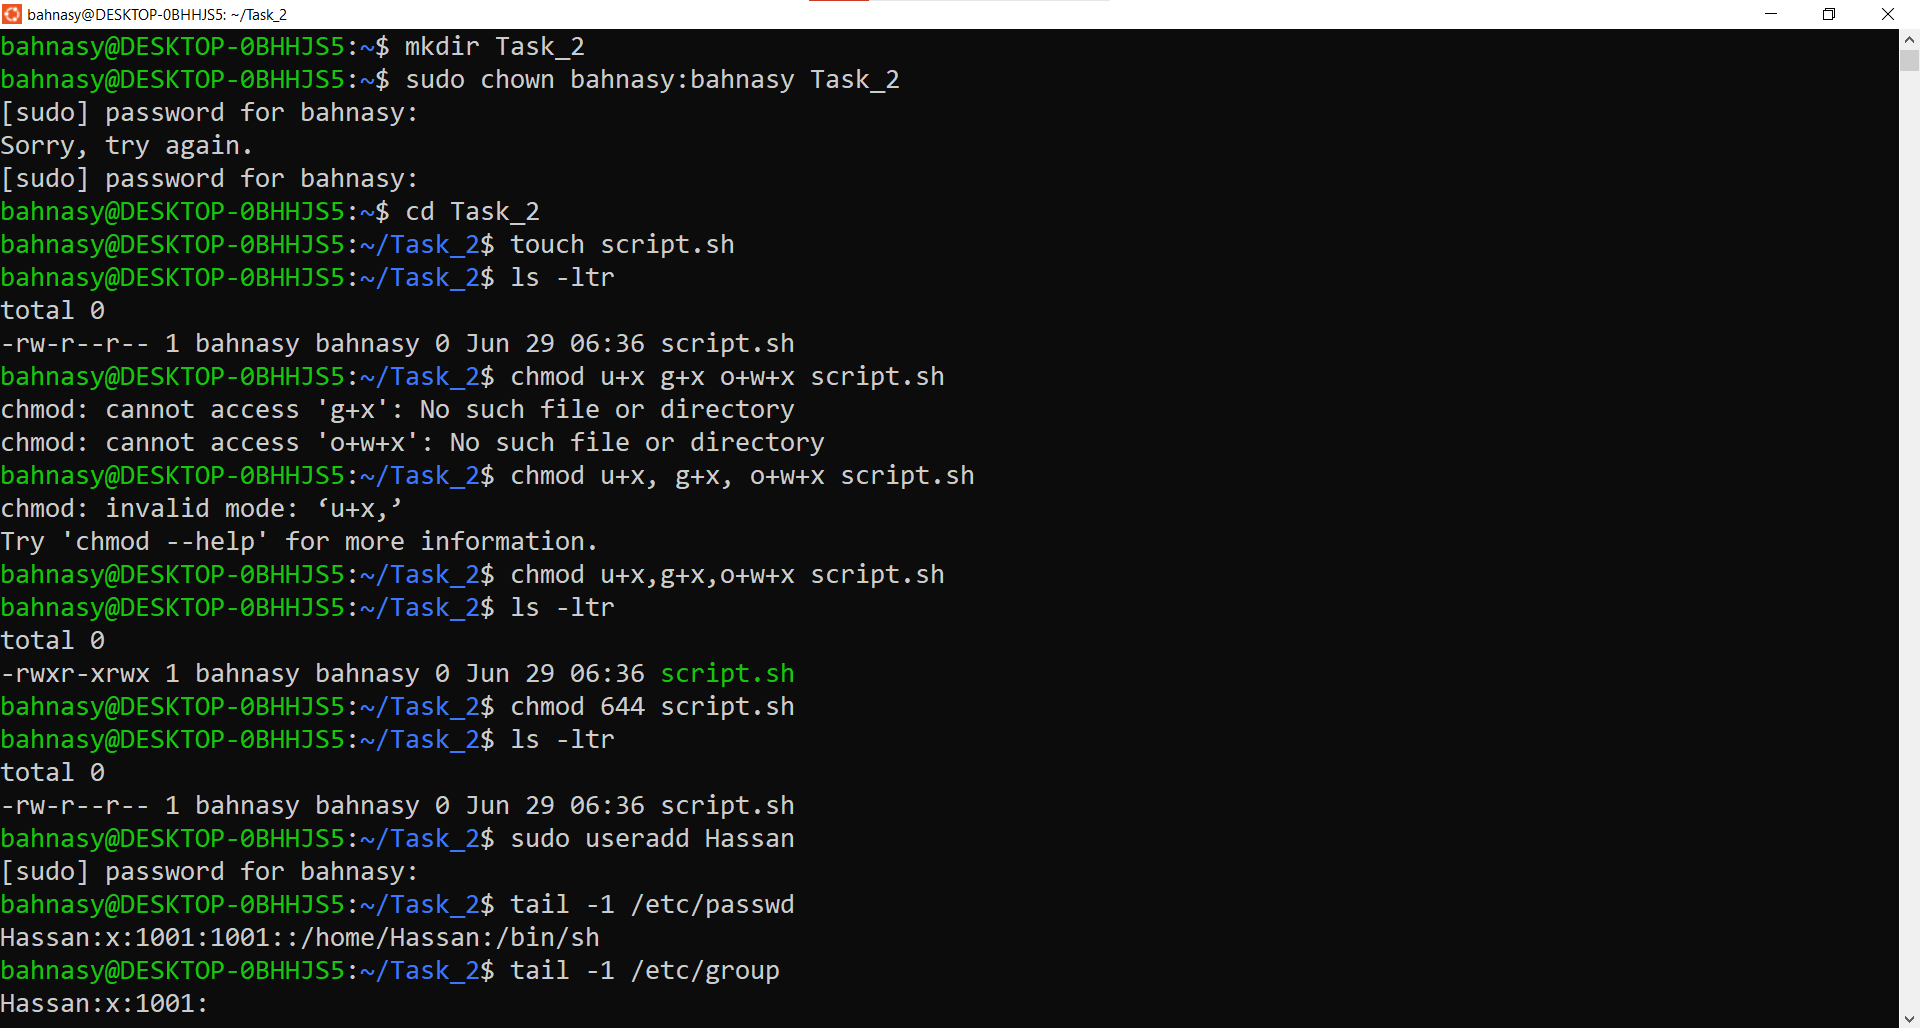 bahnasy@DESKTOP-0BHHJS5: ~/Task_2
bahnasy@DESKTOP-0BHHJS5:~$ mkdir Task_2
bahnasy@DESKTOP-0BHHJS5:~$ sudo chown bahnasy:bahnasy Task_2
[sudo] password for bahnasy:
Sorry, try again.
[sudo] password for bahnasy:
bahnasy@DESKTOP-0BHHJS5:~$ cd Task_2
bahnasy@DESKTOP-0BHHJS5:~/Task_2$ touch script.sh
bahnasy@DESKTOP-0BHHJS5:~/Task_2$ ls -ltr
total 0
-rw-r--r-- 1 bahnasy bahnasy 0 Jun 29 06:36 script.sh
bahnasy@DESKTOP-0BHHJS5:~/Task_2$ chmod u+x g+x o+w+x script.sh
chmod: cannot access 'g+x': No such file or directory
chmod: cannot access 'o+w+x': No such file or directory
bahnasy@DESKTOP-0BHHJS5:~/Task_2$ chmod u+x, g+x, o+w+x script.sh
chmod: invalid mode: ‘u+x,’
Try 'chmod --help' for more information.
bahnasy@DESKTOP-0BHHJS5:~/Task_2$ chmod u+x,g+x,o+w+x script.sh
bahnasy@DESKTOP-0BHHJS5:~/Task_2$ ls -ltr
total 0
-rwxr-xrwx 1 bahnasy bahnasy 0 Jun 29 06:36 script.sh
bahnasy@DESKTOP-0BHHJS5:~/Task_2$ chmod 644 script.sh
bahnasy@DESKTOP-0BHHJS5:~/Task_2$ ls -ltr
total 0
-rw-r--r-- 1 bahnasy bahnasy 0 Jun 29 06:36 script.sh
bahnasy@DESKTOP-0BHHJS5:~/Task_2$ sudo useradd Hassan
[sudo] password for bahnasy:
bahnasy@DESKTOP-0BHHJS5:~/Task_2$ tail -1 /etc/passwd
Hassan:x:1001:1001::/home/Hassan:/bin/sh
bahnasy@DESKTOP-0BHHJS5:~/Task_2$ tail -1 /etc/group
Hassan:x:1001: